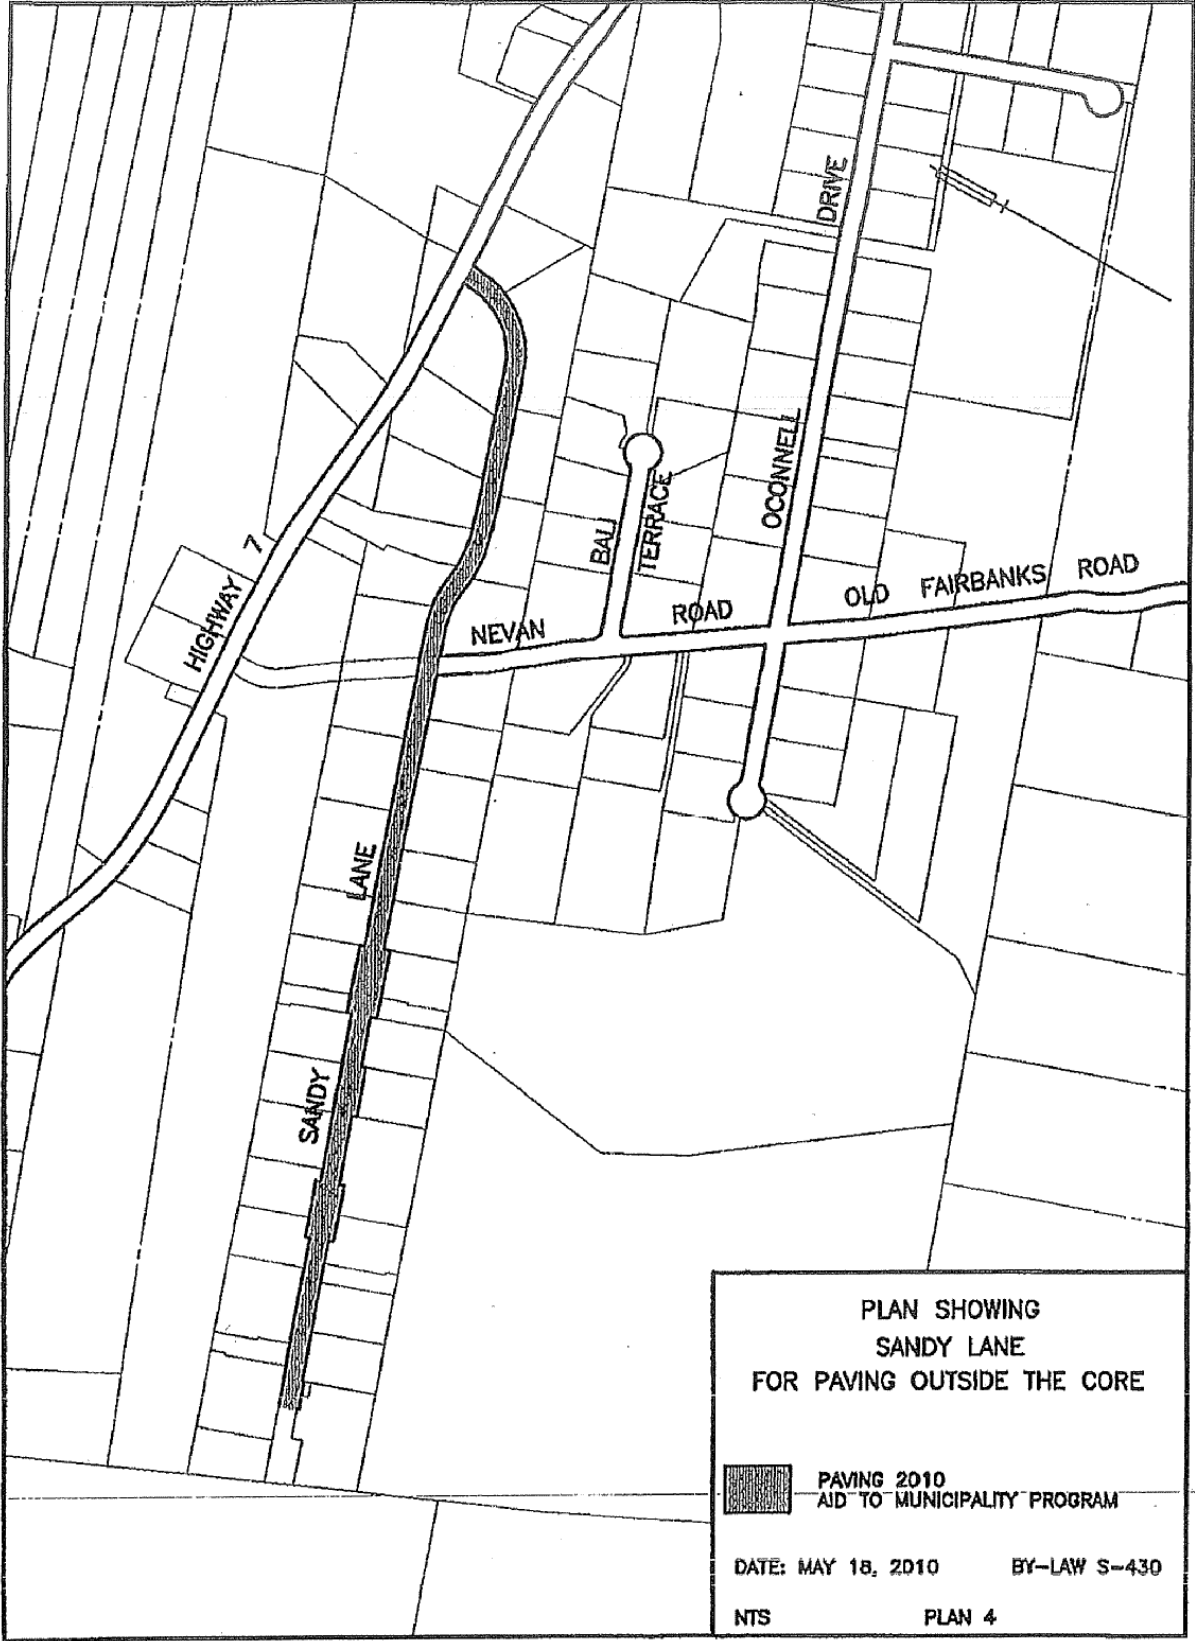 DRIVE
OCONNELL
BALI
TERRACE
HIGHWAY 7
NEVAN ROAD
OLD FAIRBANKS ROAD
SANDY LANE
PLAN SHOWING
SANDY LANE
FOR PAVING OUTSIDE THE CORE
PAVING 2010
AID TO MUNICIPALITY PROGRAM
DATE: MAY 18, 2010 BY-LAW S-430
NTS PLAN 4